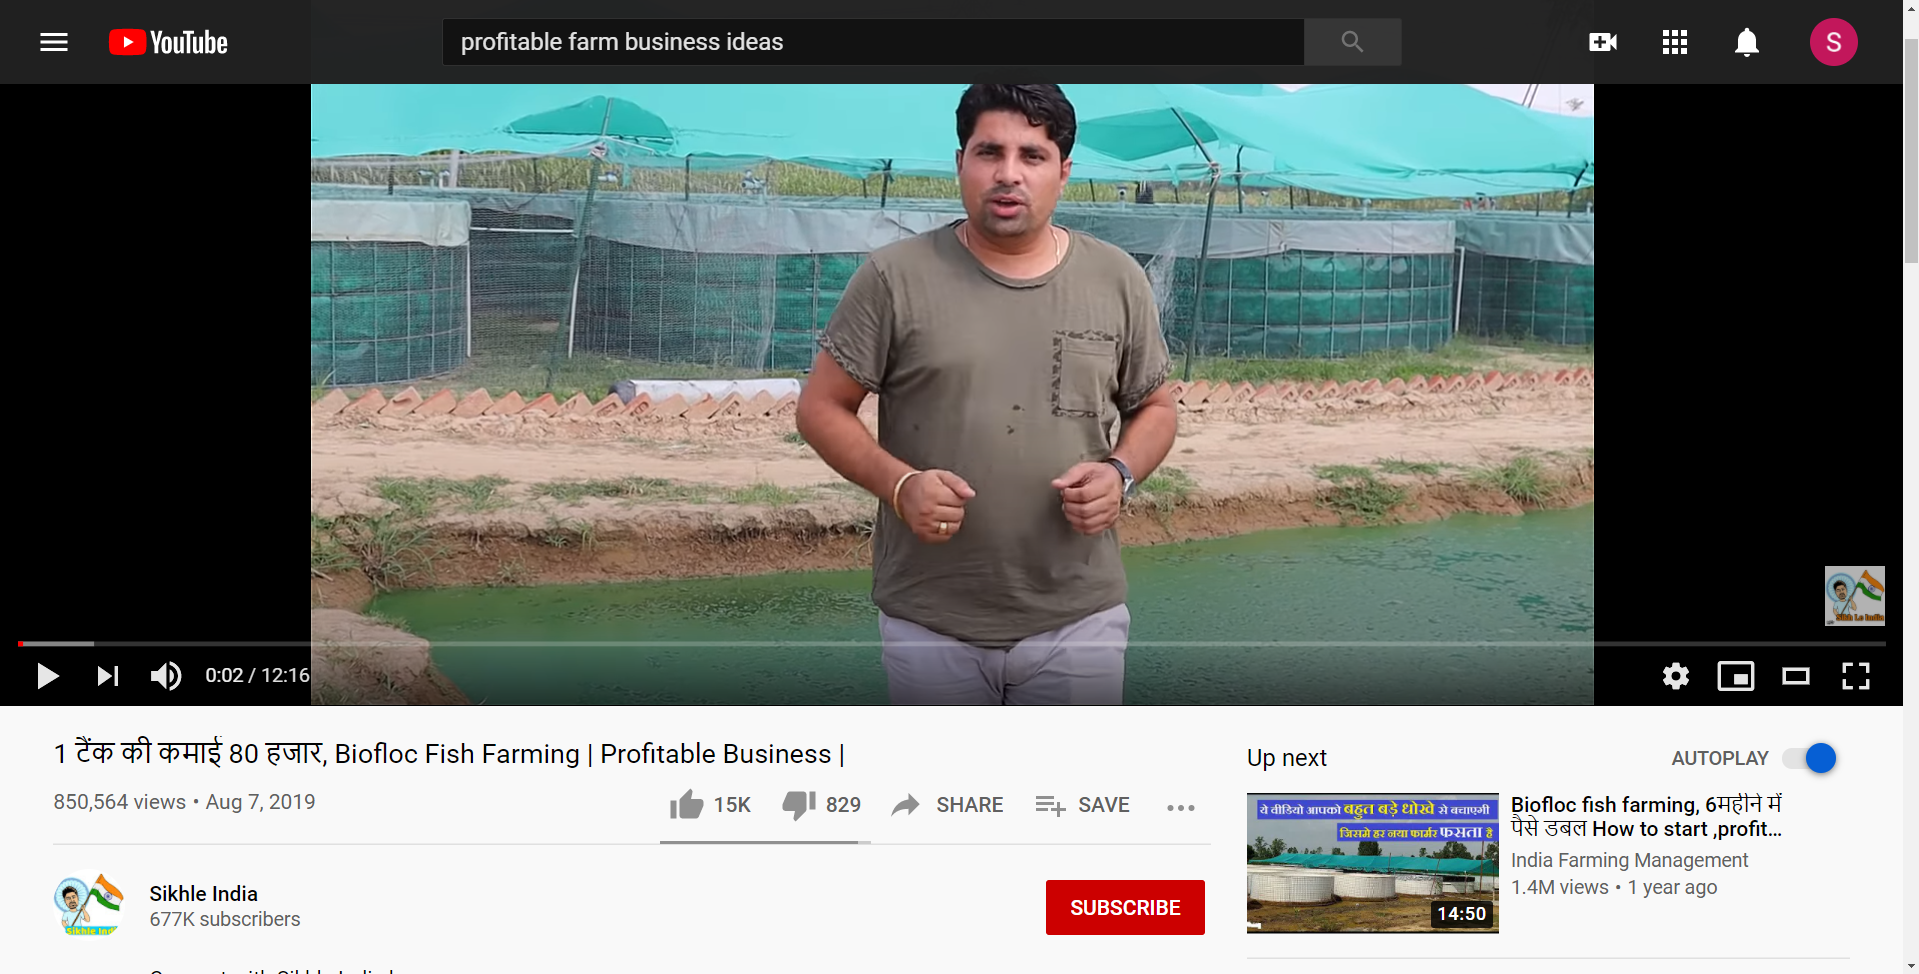 YouTube
profitable farm business ideas
S
Sikh Le India
0:02 / 12:16
1 टैंक की कमाई 80 हजार, Biofloc Fish Farming | Profitable Business |
850,564 views • Aug 7, 2019
15K
829
SHARE
SAVE
Sikhle India
677K subscribers
SUBSCRIBE
Up next
AUTOPLAY
ये वीडियो आपको बहुत बड़े धोखे से बचाएगी
जिसमे हर नया फार्मर फसता है
14:50
Biofloc fish farming, 6महीने में
पैसे डबल How to start ,profit...
India Farming Management
1.4M views • 1 year ago